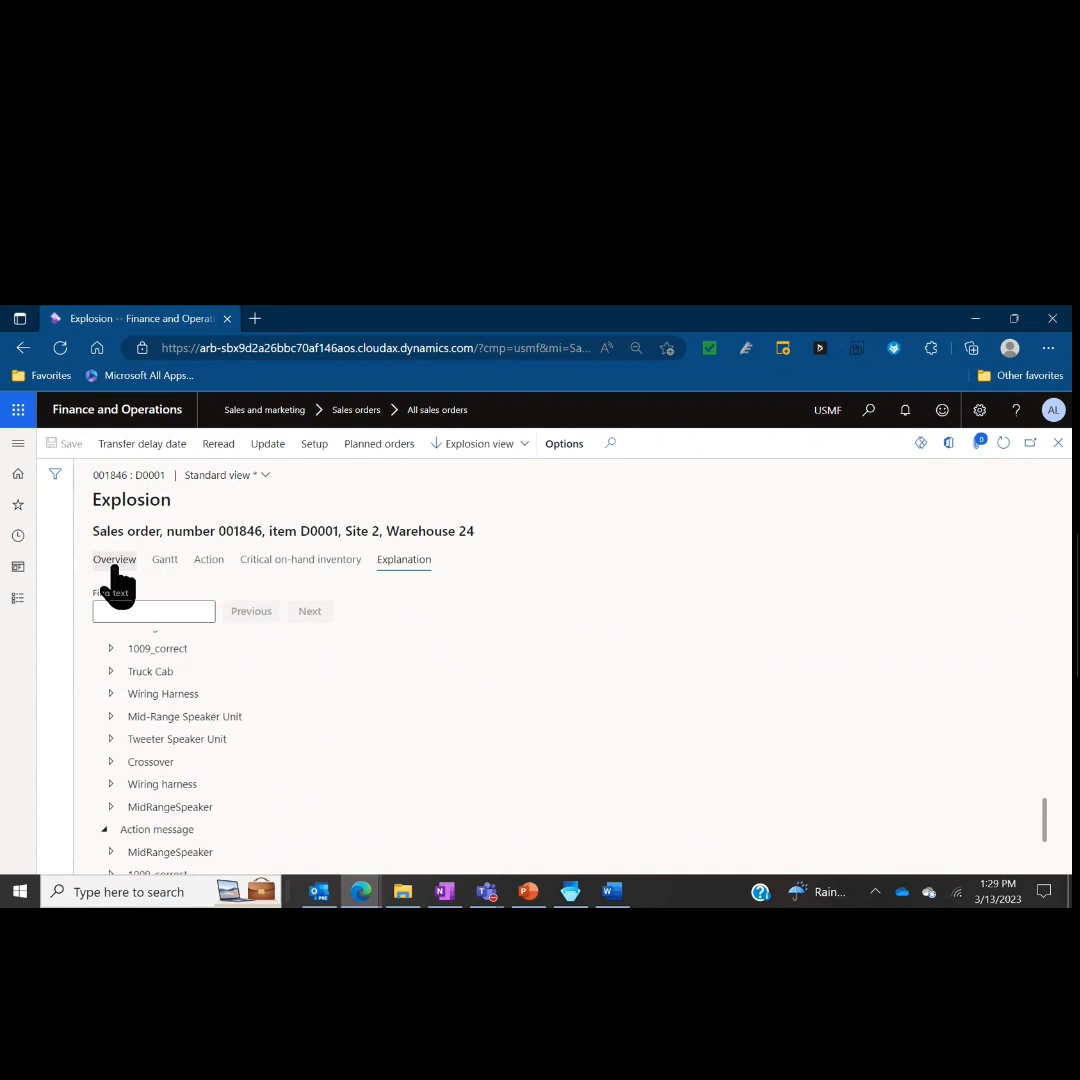 Explosion -- Finance and Operati
https://arb-sbx9d2a26bbc70af146aos.cloudax.dynamics.com/?cmp=usmf&mi=Sa...
Favorites Microsoft All Apps... Other favorites
Finance and Operations Sales and marketing Sales orders All sales orders USMF ? AL
Save Transfer delay date Reread Update Setup Planned orders Explosion view Options 0
001846 : D0001 | Standard view *
Explosion
Sales order, number 001846, item D0001, Site 2, Warehouse 24
Overview Gantt Action Critical on-hand inventory Explanation
text
Previous Next
1009_correct
Truck Cab
Wiring Harness
Mid-Range Speaker Unit
Tweeter Speaker Unit
Crossover
Wiring harness
MidRangeSpeaker
Action message
MidRangeSpeaker
1009_correct
Type here to search Rain... 1:29 PM
3/13/2023